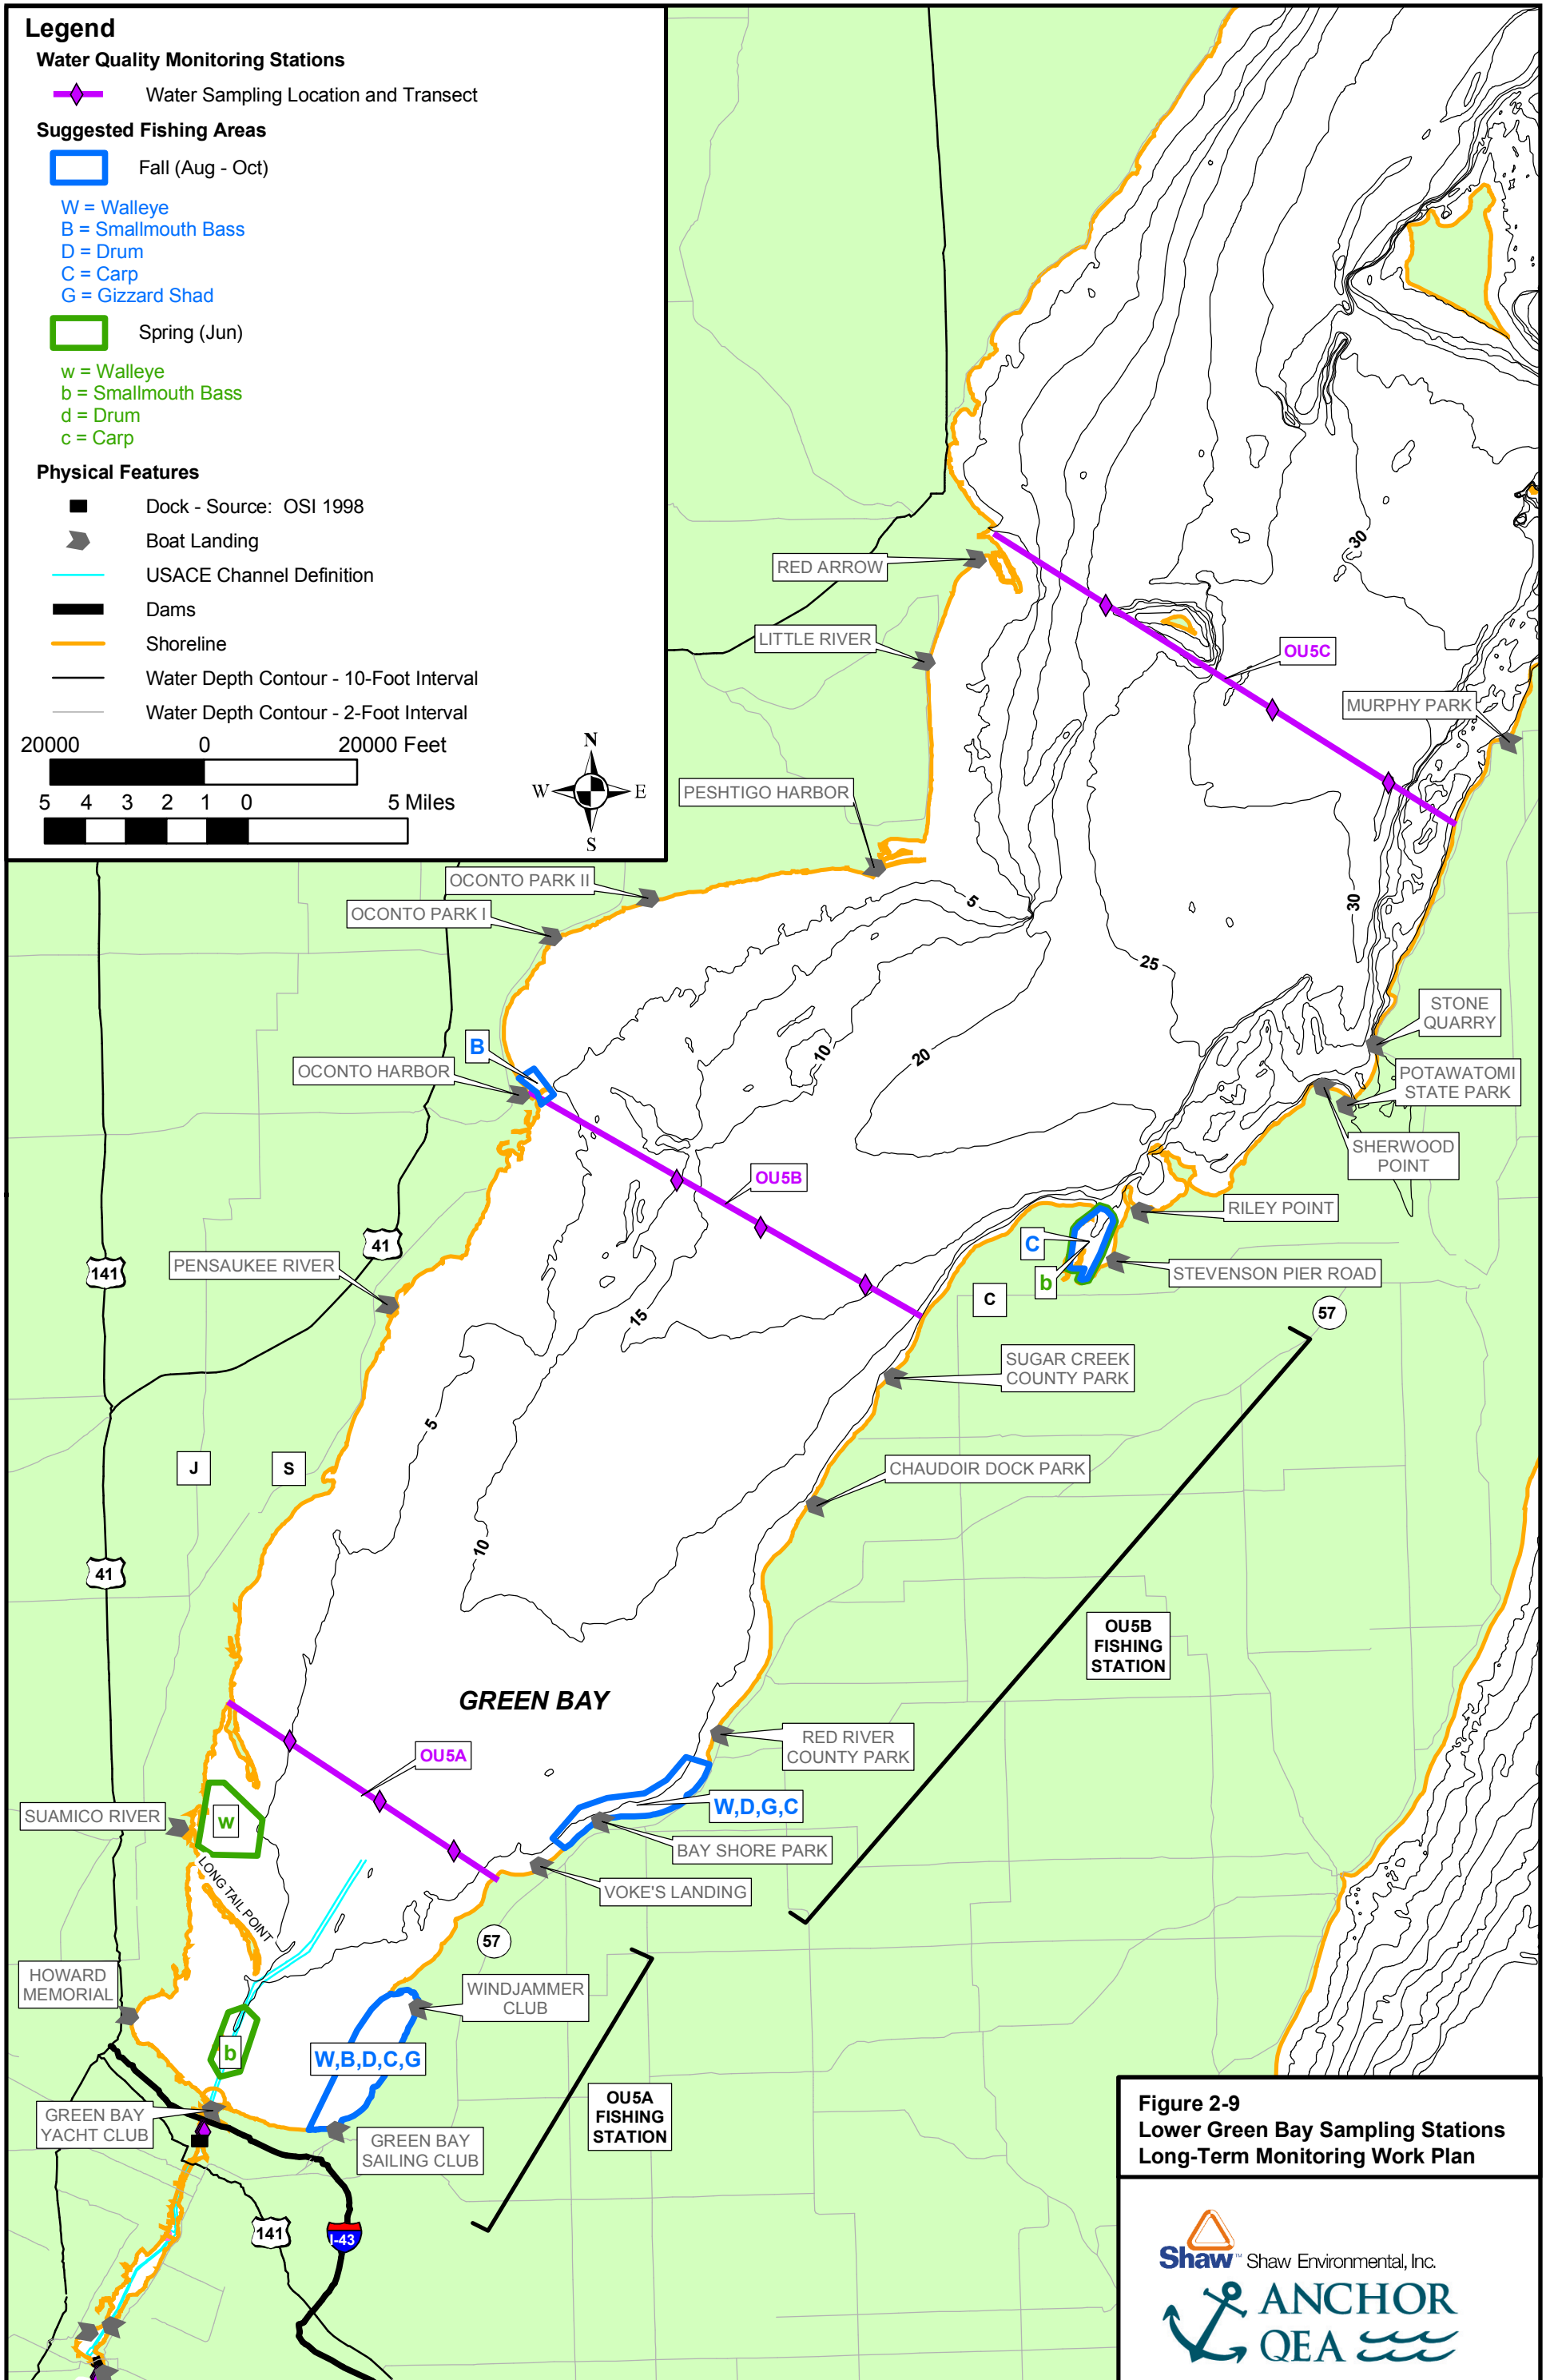 Legend
Water Quality Monitoring Stations
Water Sampling Location and Transect
Suggested Fishing Areas
Fall (Aug - Oct)
W = Walleye
B = Smallmouth Bass
D = Drum
C = Carp
G = Gizzard Shad
Spring (Jun)
w = Walleye
b = Smallmouth Bass
d = Drum
c = Carp
Physical Features
Dock - Source: OSI 1998
Boat Landing
USACE Channel Definition
Dams
Shoreline
Water Depth Contour - 10-Foot Interval
Water Depth Contour - 2-Foot Interval
20000 0 20000 Feet
5 4 3 2 1 0 5 Miles
N
W E
S
30
RED ARROW
LITTLE RIVER
OU5C
MURPHY PARK
PESHTIGO HARBOR
OCONTO PARK II
OCONTO PARK I
5
30
25
STONE
QUARRY
B
10
20
OCONTO HARBOR
POTAWATOMI
STATE PARK
SHERWOOD
POINT
OU5B
RILEY POINT
41
C
141
PENSAUKEE RIVER
STEVENSON PIER ROAD
b
C
57
15
SUGAR CREEK
COUNTY PARK
5
J
S
CHAUDOIR DOCK PARK
10
41
OU5B
FISHING
STATION
GREEN BAY
RED RIVER
COUNTY PARK
OU5A
W,D,G,C
SUAMICO RIVER
w
BAY SHORE PARK
VOKE'S LANDING
LONG TAIL POINT
57
HOWARD
MEMORIAL
WINDJAMMER
CLUB
b
W,B,D,C,G
OU5A
FISHING
STATION
GREEN BAY
YACHT CLUB
GREEN BAY
SAILING CLUB
141
I-43
Figure 2-9
Lower Green Bay Sampling Stations
Long-Term Monitoring Work Plan
Shaw™ Shaw Environmental, Inc.
ANCHOR
QEA